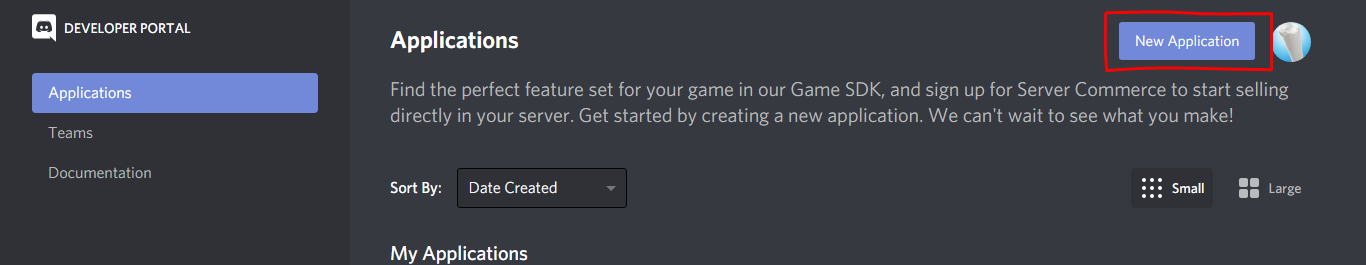 DEVELOPER PORTAL
Applications
Teams
Documentation
Applications
New Application
Find the perfect feature set for your game in our Game SDK, and sign up for Server Commerce to start selling
directly in your server. Get started by creating a new application. We can't wait to see what you make!
Sort By:
Date Created
Small
Large
My Applications